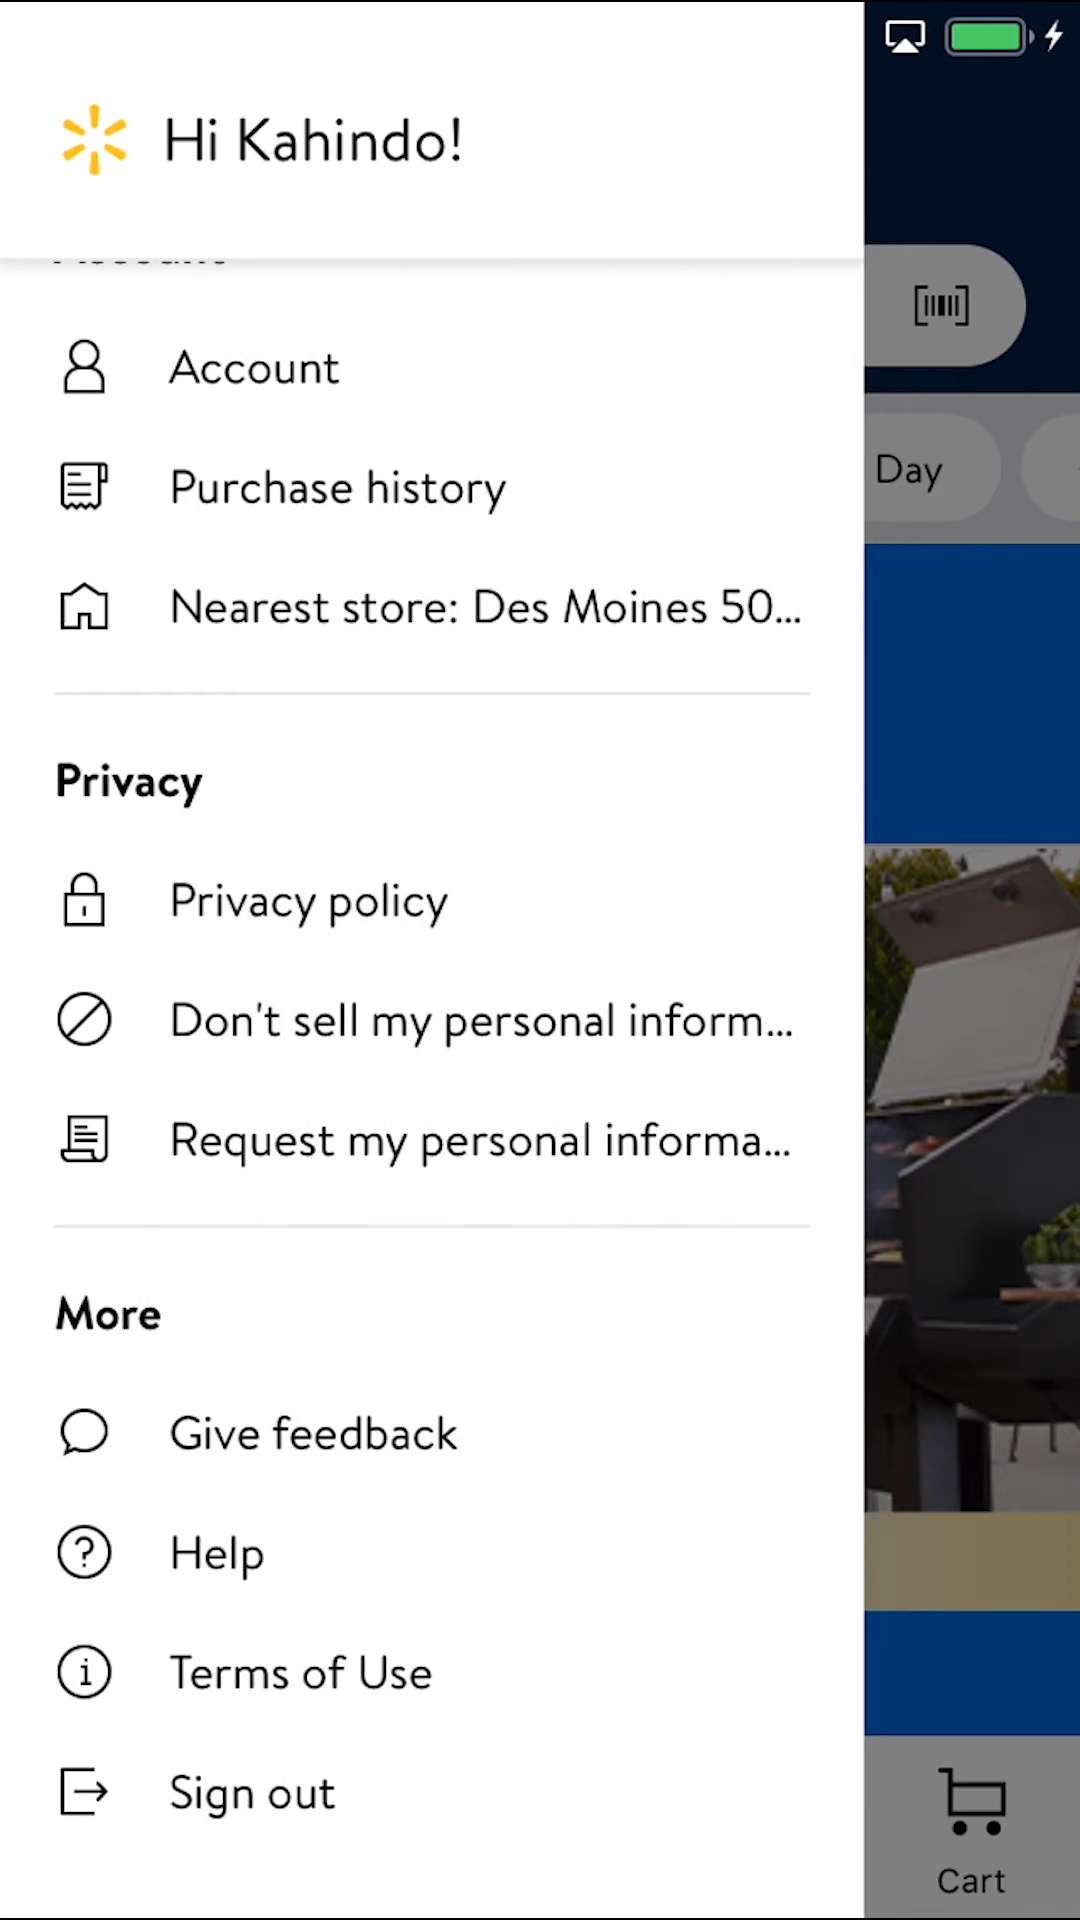 Hi Kahindo!
Account
Purchase history
Nearest store: Des Moines 50...
Privacy
Privacy policy
Don't sell my personal inform...
Request my personal informa...
More
Give feedback
Help
Terms of Use
Sign out
Day
Cart